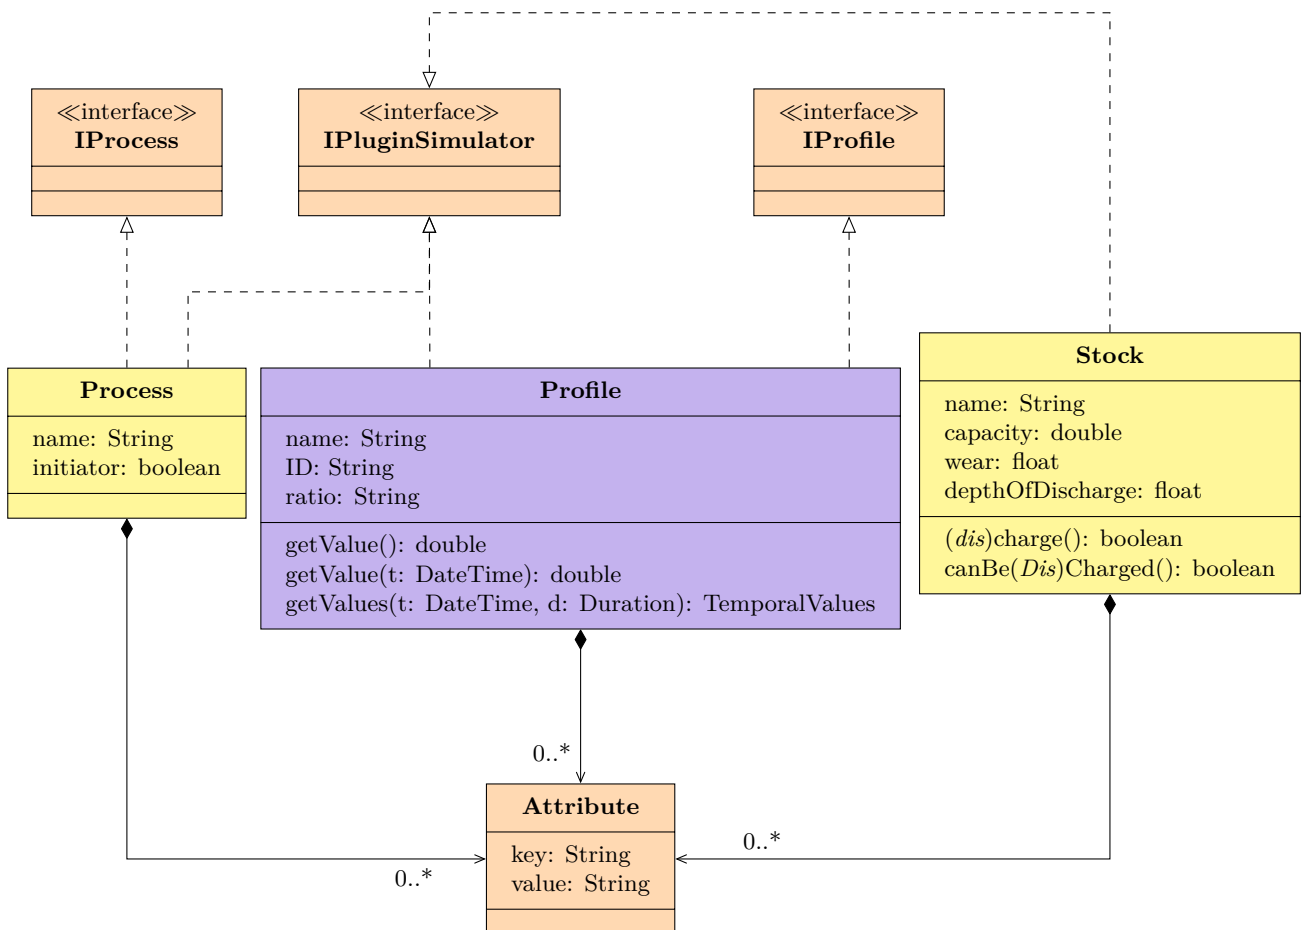 ≪interface≫
IProcess
≪interface≫
IPluginSimulator
≪interface≫
IProfile
Process
name: String
initiator: boolean
Profile
name: String
ID: String
ratio: String
getValue(): double
getValue(t: DateTime): double
getValues(t: DateTime, d: Duration): TemporalValues
Stock
name: String
capacity: double
wear: float
depthOfDischarge: float
(dis)charge(): boolean
canBe(Dis)Charged(): boolean
0..*
0..*
0..*
Attribute
key: String
value: String